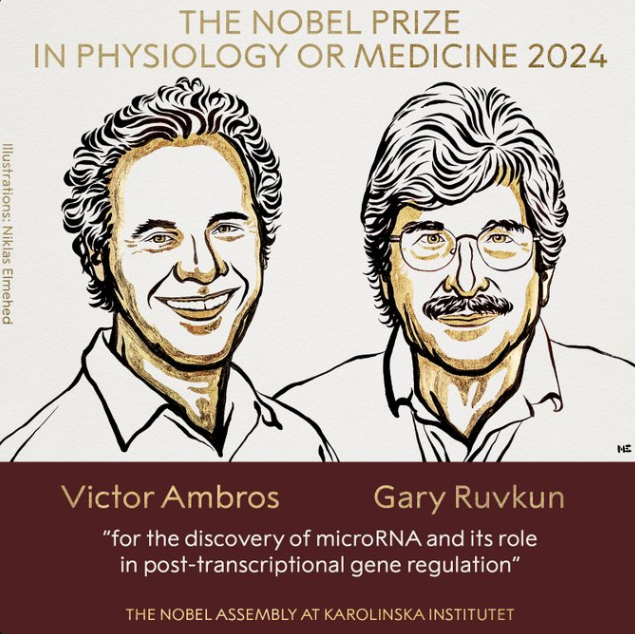 THE NOBEL PRIZE
IN PHYSIOLOGY OR MEDICINE 2024
Illustrations: Niklas Elmehed
NE
Victor Ambros
Gary Ruvkun
"for the discovery of microRNA and its role
in post-transcriptional gene regulation"
THE NOBEL ASSEMBLY AT KAROLINSKA INSTITUTET